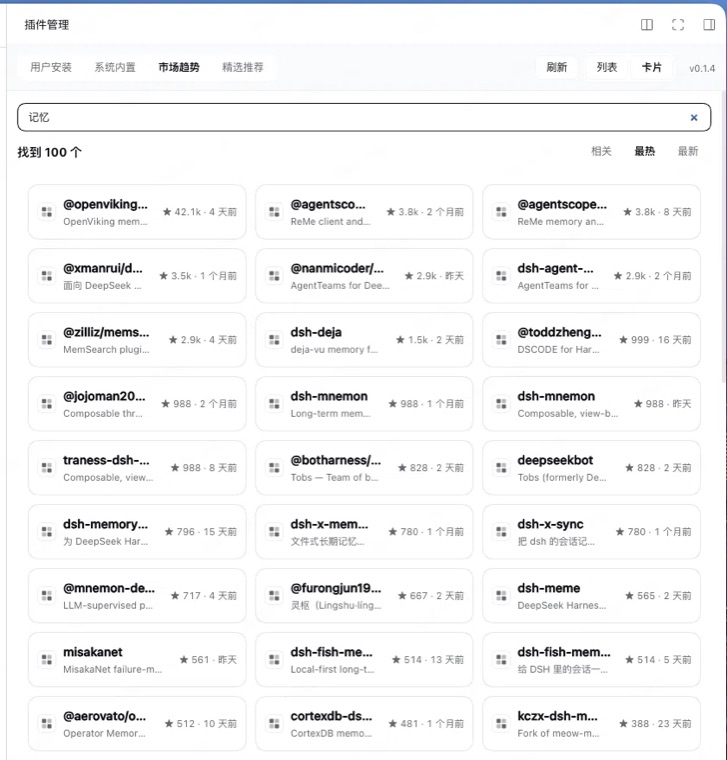 插件管理
用户安装 系统内置 市场趋势 精选推荐 刷新 列表 卡片 v0.1.4
记忆 ×
找到 100 个 相关 最热 最新
@openviking... ★ 42.1k · 4 天前
OpenViking mem...
@agentsco... ★ 3.8k · 2 个月前
ReMe client and...
@agentscope... ★ 3.8k · 8 天前
ReMe memory an...
@xmanrui/d... ★ 3.5k · 1 个月前
面向 DeepSeek ...
@nanmicoder/... ★ 2.9k · 昨天
AgentTeams for Dee...
dsh-agent-... ★ 2.9k · 2 个月前
AgentTeams for ...
@zilliz/mems... ★ 2.9k · 4 天前
MemSearch plugi...
dsh-deja ★ 1.5k · 2 天前
deja-vu memory f...
@toddzheng... ★ 999 · 16 天前
DSCODE for Har...
@jojoman20... ★ 988 · 2 个月前
Composable thr...
dsh-mnemon ★ 988 · 1 个月前
Long-term mem...
dsh-mnemon ★ 988 · 昨天
Composable, view-b...
traness-dsh-... ★ 988 · 8 天前
Composable, view...
@botharness/... ★ 828 · 2 天前
Tobs — Team of b...
deepseekbot ★ 828 · 2 天前
Tobs (formerly De...
dsh-memory... ★ 796 · 15 天前
为 DeepSeek Har...
dsh-x-mem... ★ 780 · 1 个月前
文件式长期记忆...
dsh-x-sync ★ 780 · 1 个月前
把 dsh 的会话记...
@mnemon-de... ★ 717 · 4 天前
LLM-supervised p...
@furongjun19... ★ 667 · 2 天前
灵枢（Lingshu-ling...
dsh-meme ★ 565 · 2 天前
DeepSeek Harnes...
misakanet ★ 561 · 昨天
MisakaNet failure-m...
dsh-fish-me... ★ 514 · 13 天前
Local-first long-t...
dsh-fish-mem... ★ 514 · 5 天前
给 DSH 里的会话一...
@aerovato/o... ★ 512 · 10 天前
Operator Memor...
cortexdb-ds... ★ 481 · 1 个月前
CortexDB memo...
kczx-dsh-m... ★ 388 · 23 天前
Fork of meow-m...